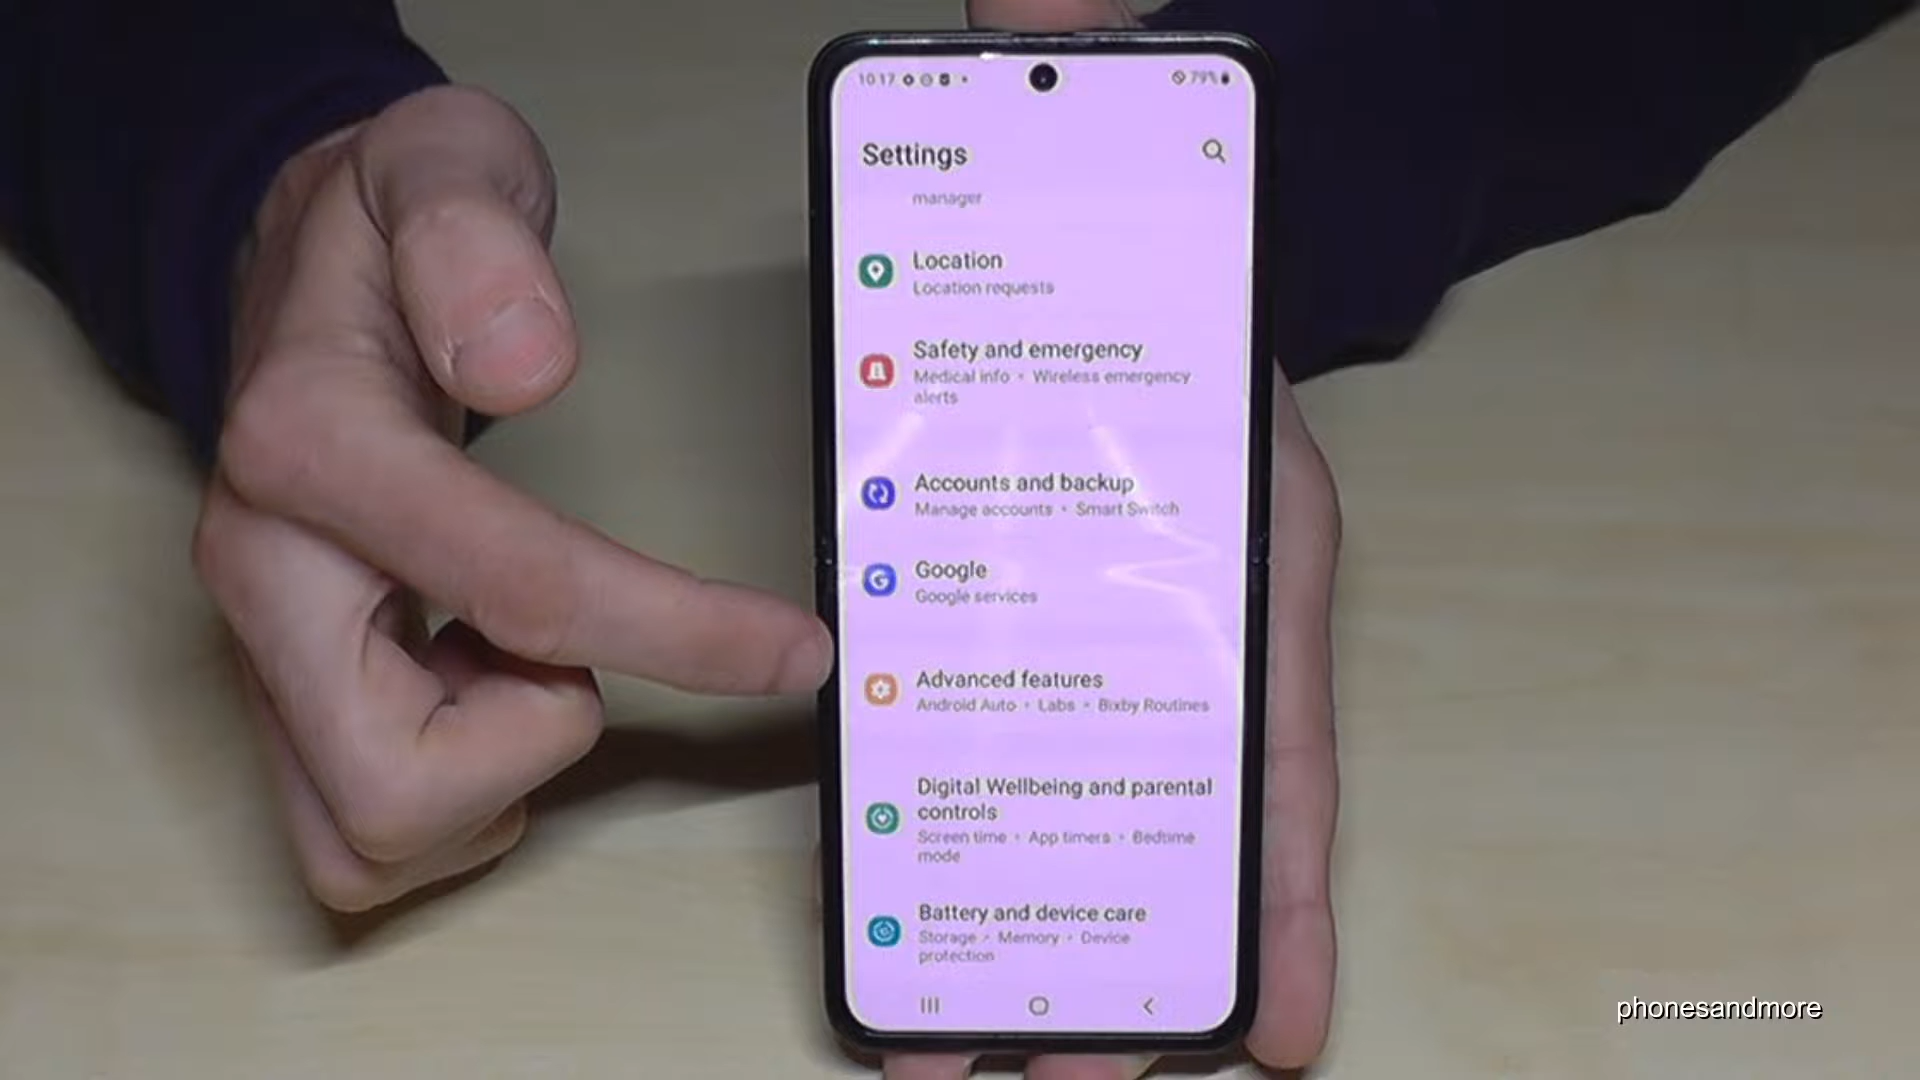 10:17
79%
Settings
manager
Location
Location requests
Safety and emergency
Medical info • Wireless emergency
alerts
Accounts and backup
Manage accounts • Smart Switch
Google
Google services
Advanced features
Android Auto • Labs • Bixby Routines
Digital Wellbeing and parental
controls
Screen time • App timers • Bedtime
mode
Battery and device care
Storage • Memory • Device
protection
phonesandmore